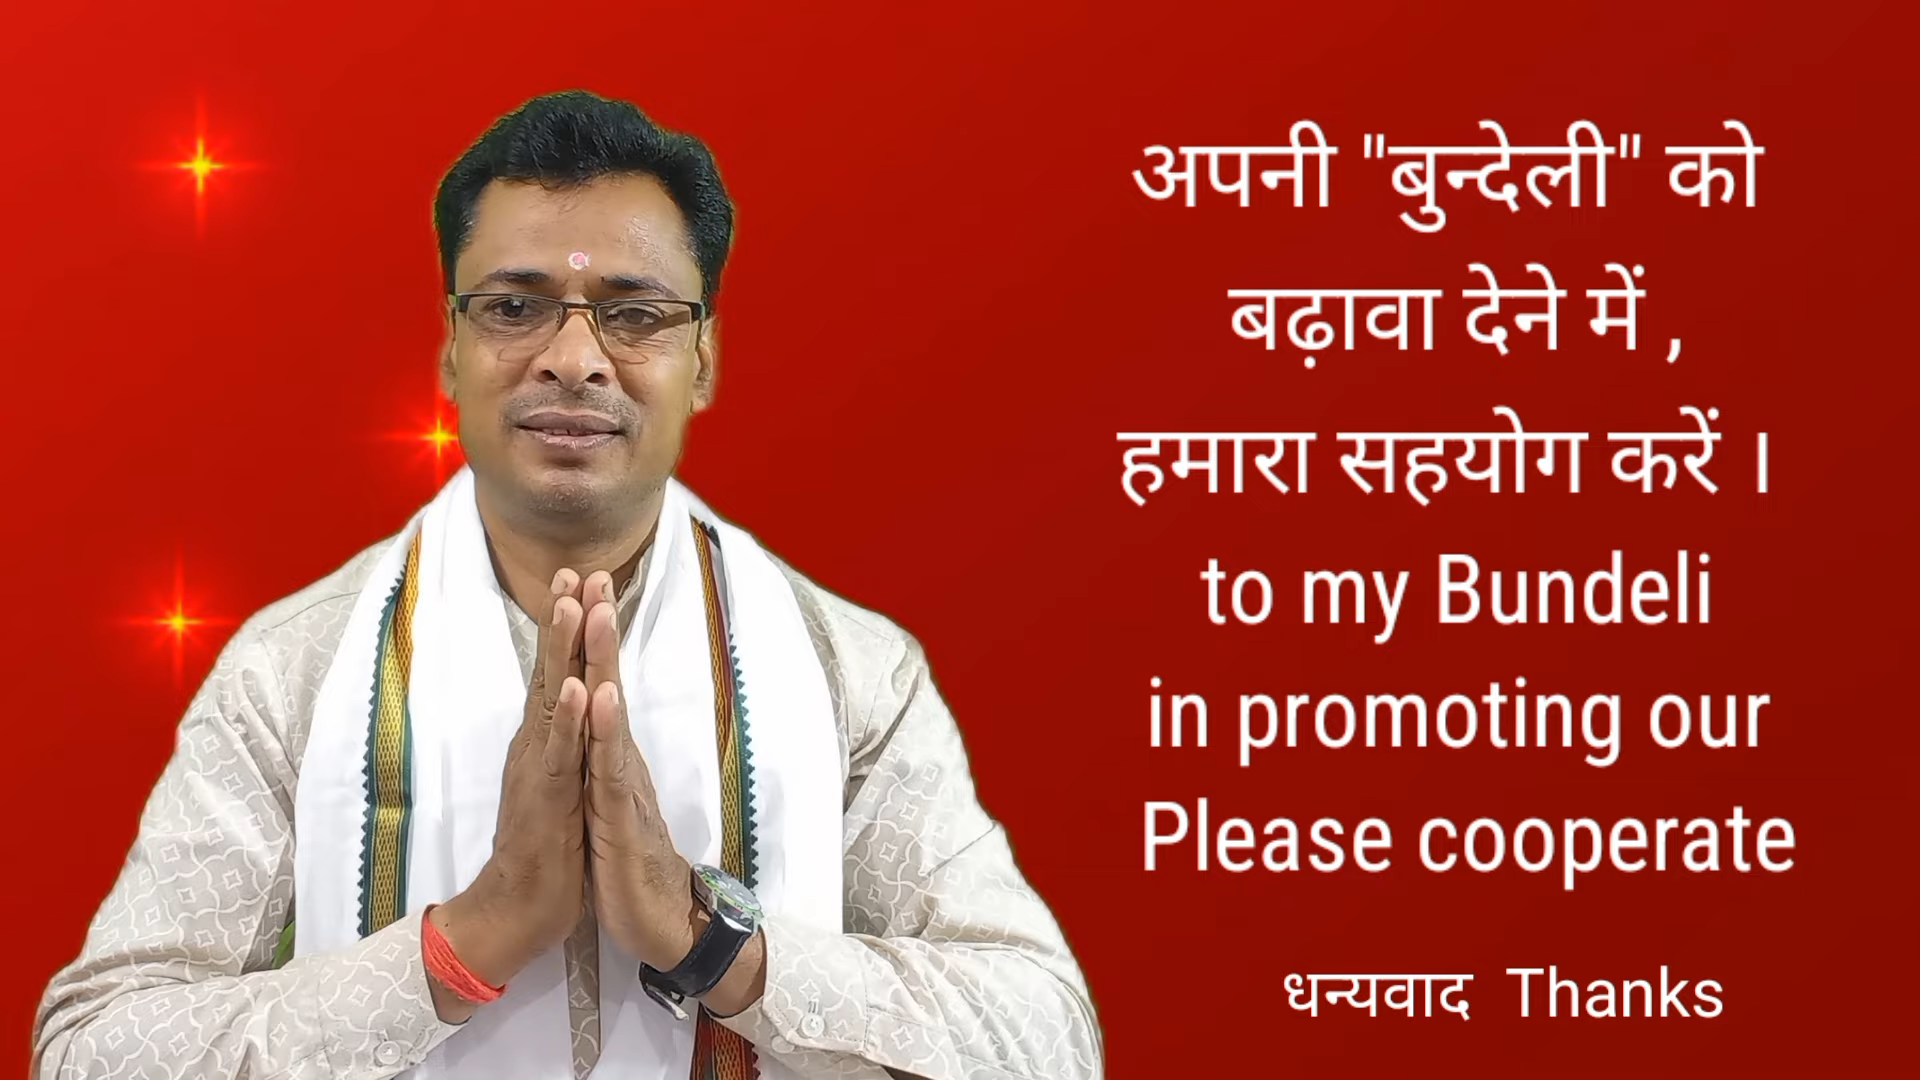 अपनी "बुन्देली" को
बढ़ावा देने में ,
हमारा सहयोग करें ।
to my Bundeli
in promoting our
Please cooperate
धन्यवाद Thanks